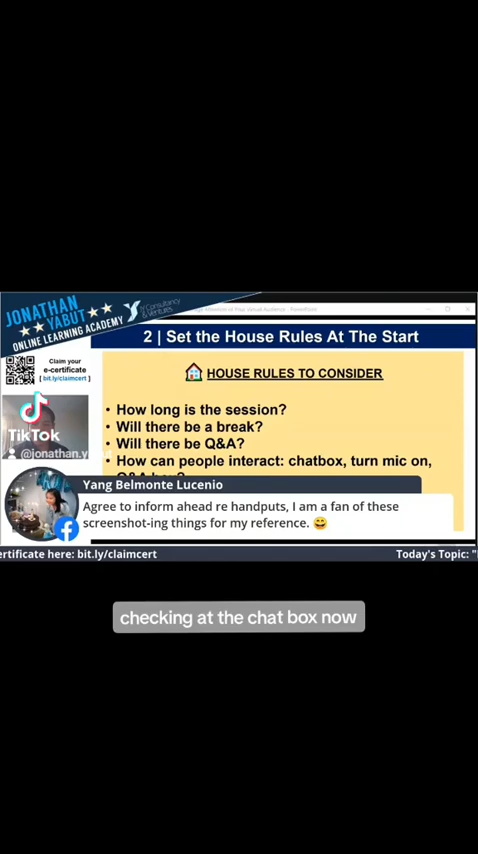 JONATHAN
YABUT
ONLINE LEARNING ACADEMY
Claim your
e-certificate
[ bit.ly/claimcert ]
2 | Set the House Rules At The Start
HOUSE RULES TO CONSIDER
• How long is the session?
• Will there be a break?
• Will there be Q&A?
• How can people interact: chatbox, turn mic on,
TikTok
@jonathan.y
Yang Belmonte Lucenio
Agree to inform ahead re handputs, I am a fan of these
screenshot-ing things for my reference. 😄
ertificate here: bit.ly/claimcert
Today's Topic: "
checking at the chat box now